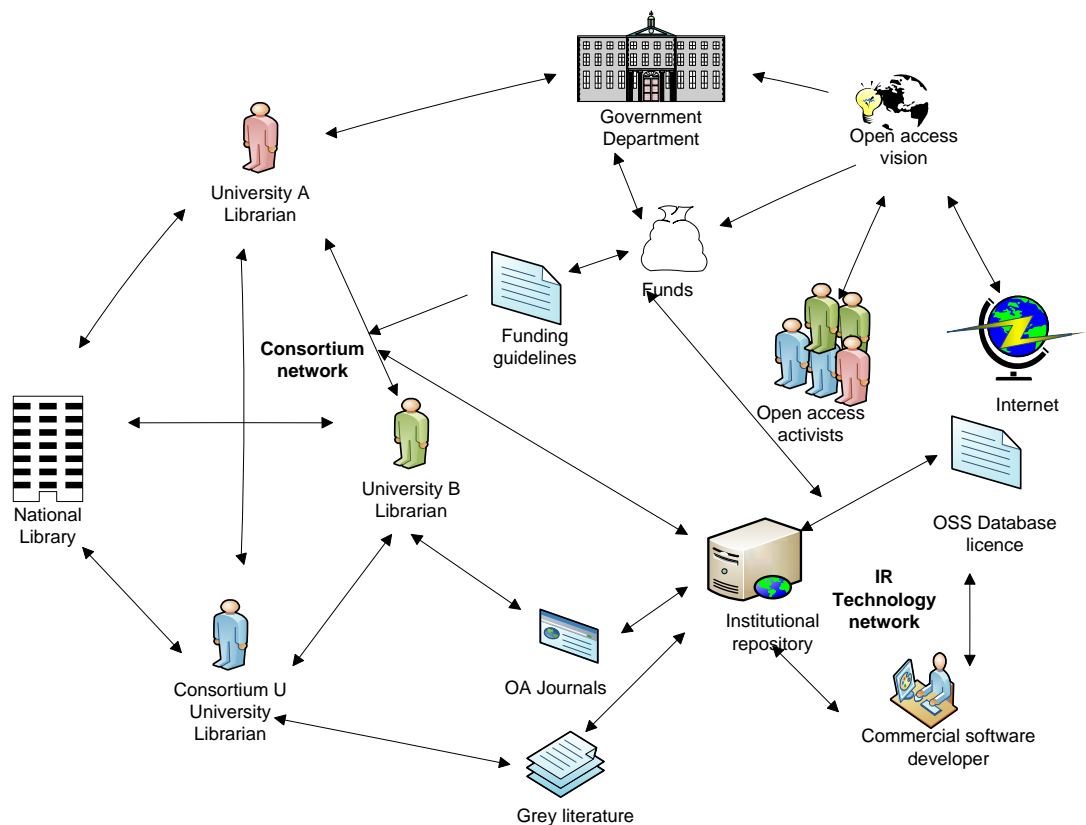 Government
Department
Open access
vision
University A
Librarian
Funds
Funding
guidelines
Consortium
network
Open access
activists
Internet
National
Library
University B
Librarian
OSS Database
licence
IR
Technology
network
Institutional
repository
Consortium U
University
Librarian
OA Journals
Commercial software
developer
Grey literature